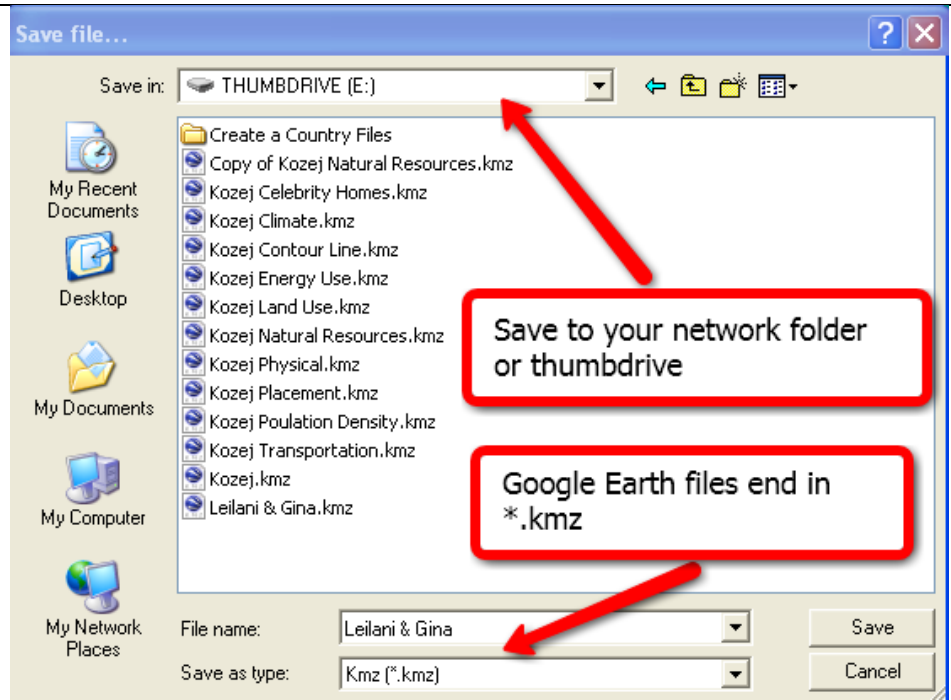 Save file...
Save in:
THUMBDRIVE (E:)
My Recent
Documents
Desktop
My Documents
My Computer
My Network
Places
Create a Country Files
Copy of Kozej Natural Resources.kmz
Kozej Celebrity Homes.kmz
Kozej Climate.kmz
Kozej Contour Line.kmz
Kozej Energy Use.kmz
Kozej Land Use.kmz
Kozej Natural Resources.kmz
Kozej Physical.kmz
Kozej Placement.kmz
Kozej Poulation Density.kmz
Kozej Transportation.kmz
Kozej.kmz
Leilani & Gina.kmz
Save to your network folder
or thumbdrive
Google Earth files end in
*.kmz
File name:
Leilani & Gina
Save
Save as type:
Kmz (*.kmz)
Cancel